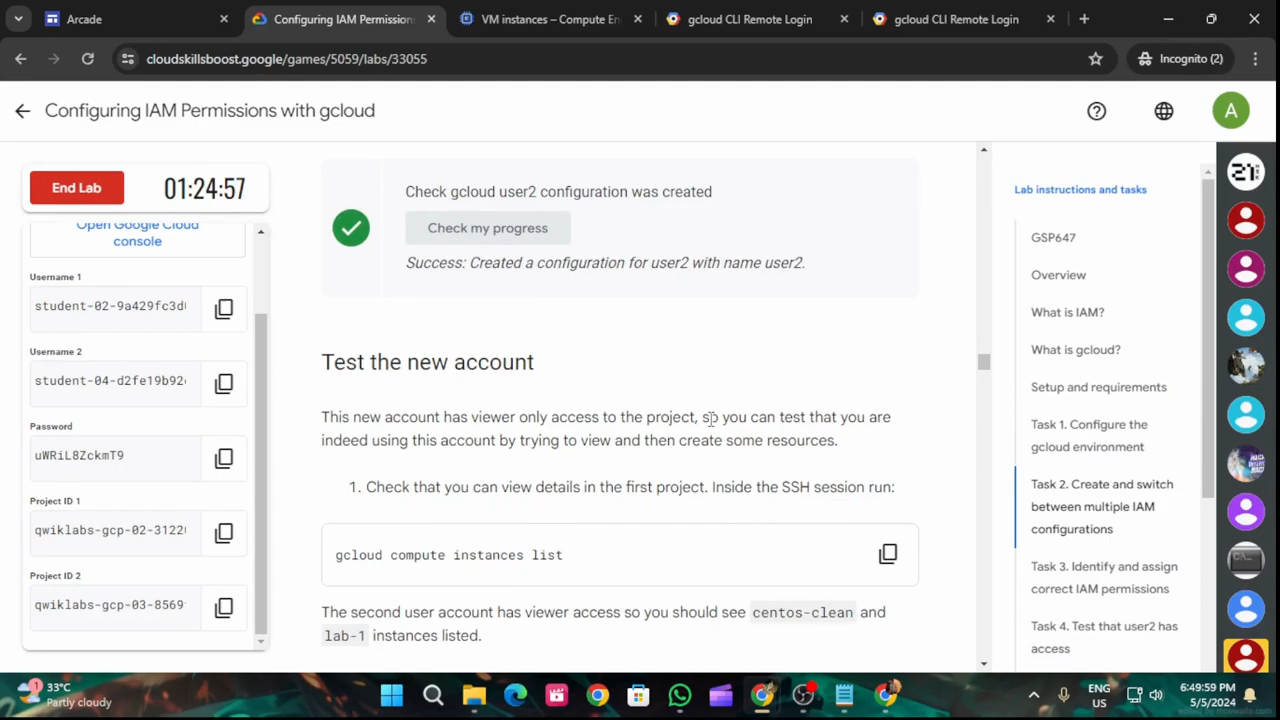 Arcade
Configuring IAM Permission
VM instances – Compute En
gcloud CLI Remote Login
gcloud CLI Remote Login
cloudskillsboost.google/games/5059/labs/33055
Incognito (2)
Configuring IAM Permissions with gcloud
A
End Lab
01:24:57
Open Google Cloud
console
Username 1
student-02-9a429fc3d
Username 2
student-04-d2fe19b92
Password
uWRiL8ZckmT9
Project ID 1
qwiklabs-gcp-02-3122
Project ID 2
qwiklabs-gcp-03-8569
Check gcloud user2 configuration was created
Check my progress
Success: Created a configuration for user2 with name user2.
Test the new account
This new account has viewer only access to the project, so you can test that you are
indeed using this account by trying to view and then create some resources.
1. Check that you can view details in the first project. Inside the SSH session run:
gcloud compute instances list
The second user account has viewer access so you should see centos-clean and
lab-1 instances listed.
Lab instructions and tasks
GSP647
Overview
What is IAM?
What is gcloud?
Setup and requirements
Task 1. Configure the
gcloud environment
Task 2. Create and switch
between multiple IAM
configurations
Task 3. Identify and assign
correct IAM permissions
Task 4. Test that user2 has
access
1
33°C
Partly cloudy
ENG
US
6:49:59 PM
5/5/2024